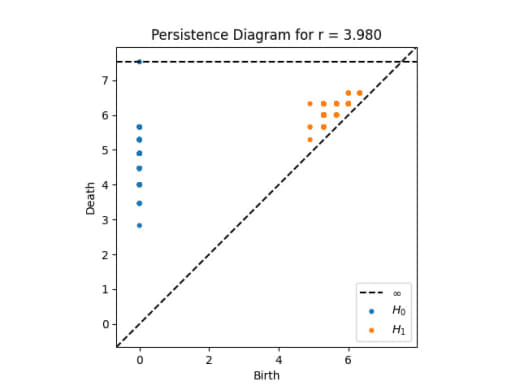 Persistence Diagram for r = 3.980
Death
7
6
5
4
3
2
1
0
0 2 4 6
Birth
∞
H₀
H₁